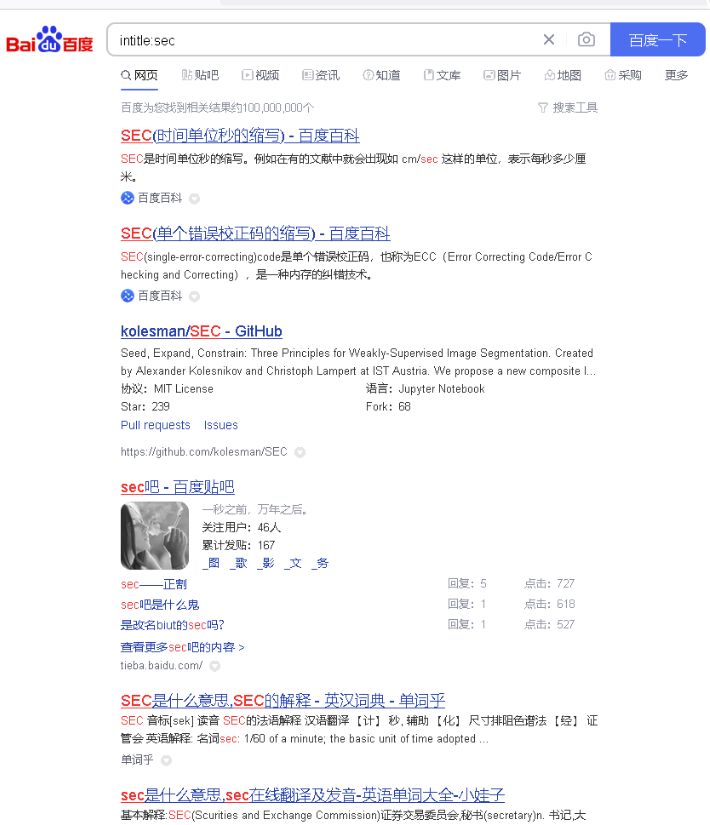 Bai du 百度
intitle:sec
百度一下
网页 贴吧 视频 资讯 知道 文库 图片 地图 采购 更多
百度为您找到相关结果约100,000,000个 搜索工具
SEC(时间单位秒的缩写) - 百度百科
SEC是时间单位秒的缩写。例如在有的文献中就会出现如 cm/sec 这样的单位，表示每秒多少厘
米。
百度百科
SEC(单个错误校正码的缩写) - 百度百科
SEC(single-error-correcting)code是单个错误校正码，也称为ECC（Error Correcting Code/Error C
hecking and Correcting），是一种内存的纠错技术。
百度百科
kolesman/SEC - GitHub
Seed, Expand, Constrain: Three Principles for Weakly-Supervised Image Segmentation. Created
by Alexander Kolesnikov and Christoph Lampert at IST Austria. We propose a new composite l...
协议：MIT License 语言：Jupyter Notebook
Star：239 Fork：68
Pull requests Issues
https://github.com/kolesman/SEC
sec吧 - 百度贴吧
一秒之前，万年之后。
关注用户：46人
累计发贴：167
_图 _歌 _影 _文 _务
sec——正割 回复：5 点击：727
sec吧是什么鬼 回复：1 点击：618
是改名biut的sec吗? 回复：1 点击：527
查看更多sec吧的内容 >
tieba.baidu.com/
SEC是什么意思,SEC的解释 - 英汉词典 - 单词乎
SEC 音标[sek] 读音 SEC的法语解释 汉语翻译 【计】 秒, 辅助 【化】 尺寸排阻色谱法 【经】 证
管会 英语解释: 名词sec: 1/60 of a minute; the basic unit of time adopted ...
单词乎
sec是什么意思,sec在线翻译及发音-英语单词大全-小娃子
基本解释:SEC(Scurities and Exchange Commission)证券交易委员会,秘书(secretary)n. 书记,大